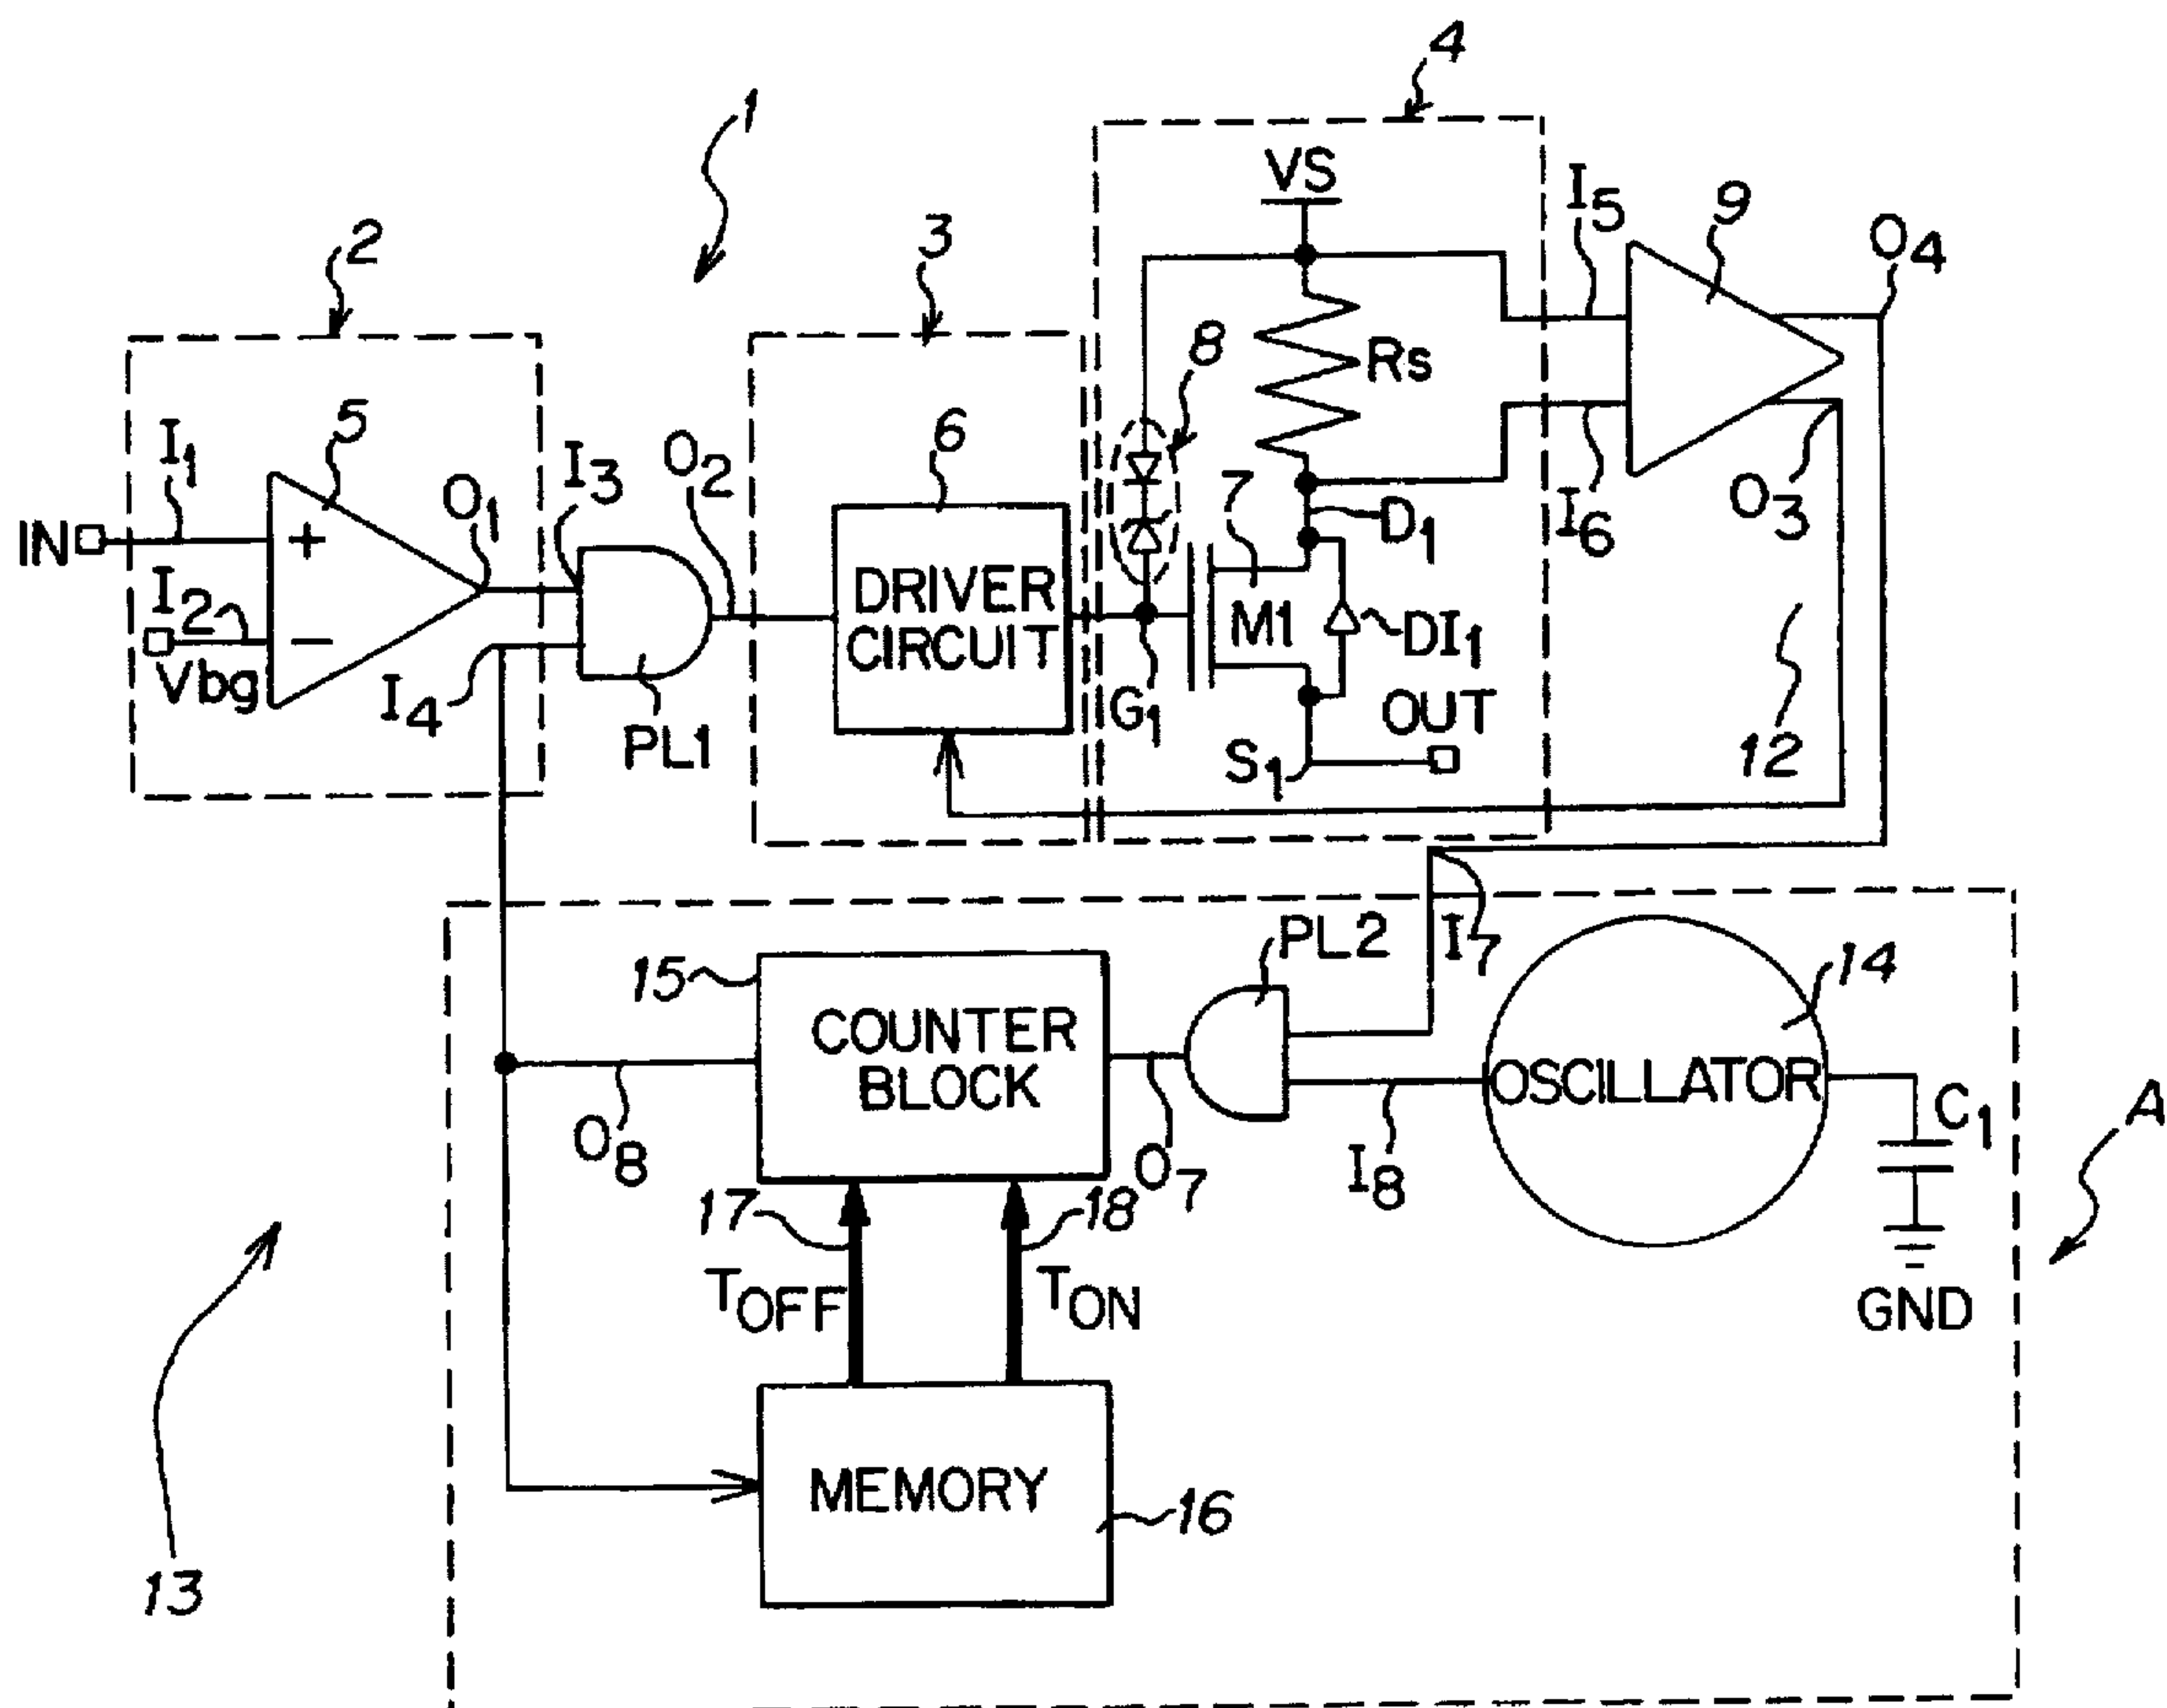 4
1
VS
I5
9
O4
2
3
8
Rs
I1
5
O1
I3
O2
6
7
D1
I6
O3
IN
+
I2
−
Vbg
I4
PL1
DRIVER
CIRCUIT
G1
M1
DI1
OUT
S1
12
PL2
I7
14
15
COUNTER
BLOCK
OSCILLATOR
C1
A
O8
O7
I8
17
18
TOFF
TON
GND
MEMORY
16
13